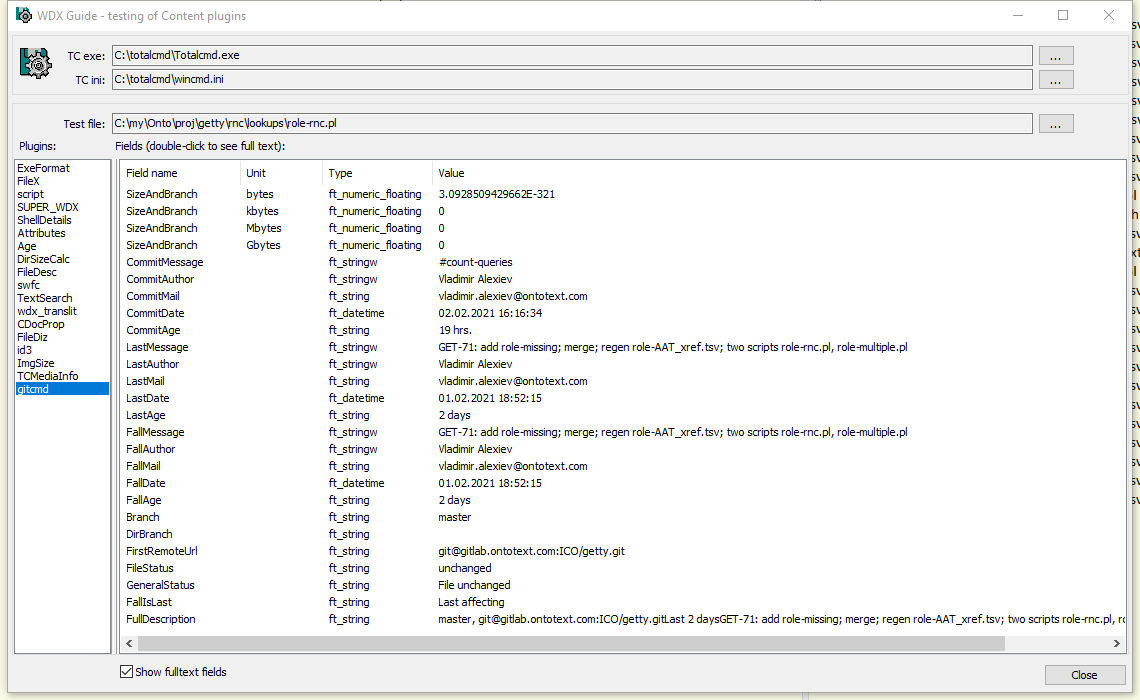 WDX Guide - testing of Content plugins
TC exe: C:\totalcmd\Totalcmd.exe ...
TC ini: C:\totalcmd\wincmd.ini ...
Test file: C:\my\Onto\proj\getty\rnc\lookups\role-rnc.pl ...
Plugins:
ExeFormat
FileX
script
SUPER_WDX
ShellDetails
Attributes
Age
DirSizeCalc
FileDesc
swfc
TextSearch
wdx_translit
CDocProp
FileDiz
id3
ImgSize
TCMediaInfo
gitcmd
Fields (double-click to see full text):
Field name Unit Type Value
SizeAndBranch bytes ft_numeric_floating 3.0928509429662E-321
SizeAndBranch kbytes ft_numeric_floating 0
SizeAndBranch Mbytes ft_numeric_floating 0
SizeAndBranch Gbytes ft_numeric_floating 0
CommitMessage ft_stringw #count-queries
CommitAuthor ft_stringw Vladimir Alexiev
CommitMail ft_string vladimir.alexiev@ontotext.com
CommitDate ft_datetime 02.02.2021 16:16:34
CommitAge ft_string 19 hrs.
LastMessage ft_stringw GET-71: add role-missing; merge; regen role-AAT_xref.tsv; two scripts role-rnc.pl, role-multiple.pl
LastAuthor ft_stringw Vladimir Alexiev
LastMail ft_string vladimir.alexiev@ontotext.com
LastDate ft_datetime 01.02.2021 18:52:15
LastAge ft_string 2 days
FallMessage ft_stringw GET-71: add role-missing; merge; regen role-AAT_xref.tsv; two scripts role-rnc.pl, role-multiple.pl
FallAuthor ft_stringw Vladimir Alexiev
FallMail ft_string vladimir.alexiev@ontotext.com
FallDate ft_datetime 01.02.2021 18:52:15
FallAge ft_string 2 days
Branch ft_string master
DirBranch ft_string
FirstRemoteUrl ft_string git@gitlab.ontotext.com:ICO/getty.git
FileStatus ft_string unchanged
GeneralStatus ft_string File unchanged
FallIsLast ft_string Last affecting
FullDescription ft_string master, git@gitlab.ontotext.com:ICO/getty.gitLast 2 daysGET-71: add role-missing; merge; regen role-AAT_xref.tsv; two scripts role-rnc.pl, rc
Show fulltext fields
Close